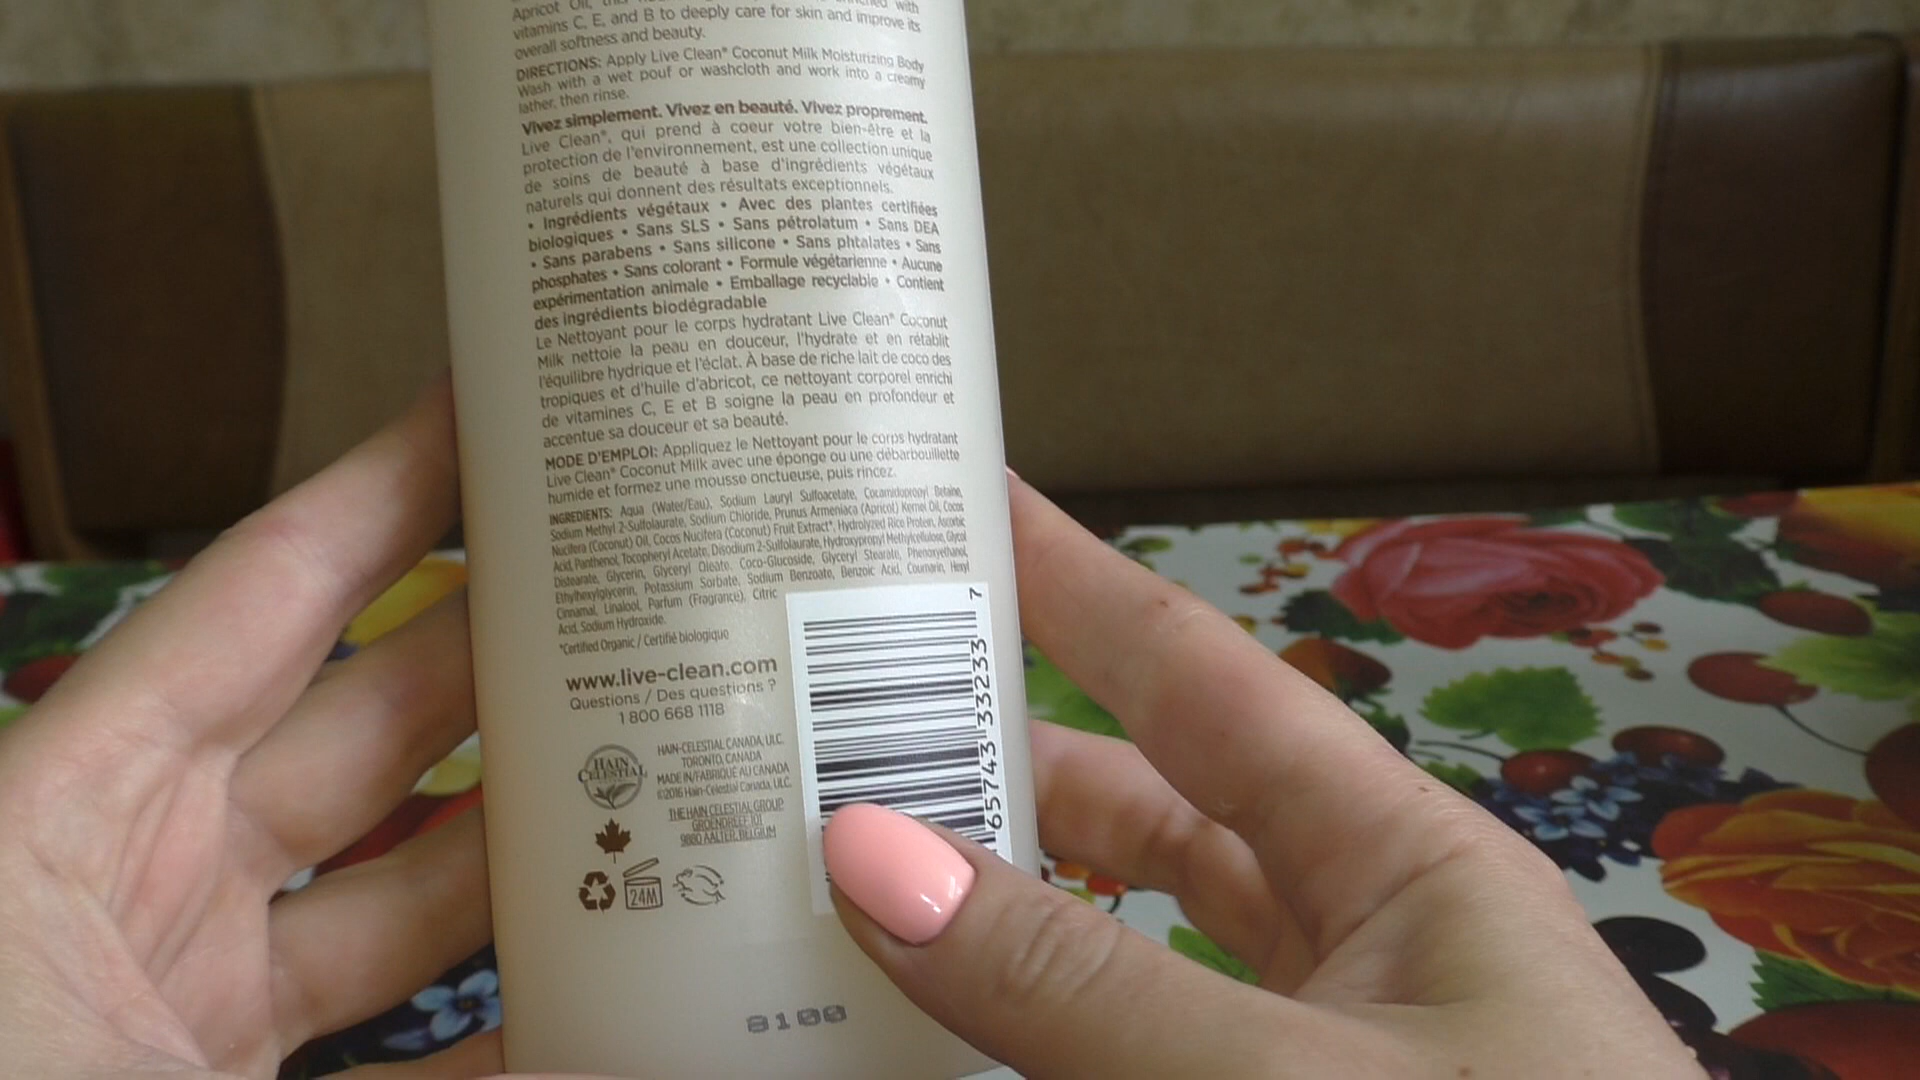 Apricot Oil, this enriched with
vitamins C, E, and B to deeply care for skin and improve its
overall softness and beauty.
DIRECTIONS: Apply Live Clean® Coconut Milk Moisturizing Body
Wash with a wet pouf or washcloth and work into a creamy
lather, then rinse.
Vivez simplement. Vivez en beauté. Vivez proprement.
Live Clean®, qui prend à coeur votre bien-être et la
protection de l'environnement, est une collection unique
de soins de beauté à base d'ingrédients végétaux
naturels qui donnent des résultats exceptionnels.
• Ingrédients végétaux • Avec des plantes certifiées
biologiques • Sans SLS • Sans pétrolatum • Sans DEA
• Sans parabens • Sans silicone • Sans phtalates • Sans
phosphates • Sans colorant • Formule végétarienne • Aucune
expérimentation animale • Emballage recyclable • Contient
des ingrédients biodégradable
Le Nettoyant pour le corps hydratant Live Clean® Coconut
Milk nettoie la peau en douceur, l'hydrate et en rétablit
l'équilibre hydrique et l'éclat. À base de riche lait de coco des
tropiques et d'huile d'abricot, ce nettoyant corporel enrichi
de vitamines C, E et B soigne la peau en profondeur et
accentue sa douceur et sa beauté.
MODE D'EMPLOI: Appliquez le Nettoyant pour le corps hydratant
Live Clean® Coconut Milk avec une éponge ou une débarbouillette
humide et formez une mousse onctueuse, puis rincez.
INGREDIENTS: Aqua (Water/Eau), Sodium Lauryl Sulfoacetate, Cocamidopropyl Betaine,
Sodium Methyl 2-Sulfolaurate, Sodium Chloride, Prunus Armeniaca (Apricot) Kernel Oil, Cocos
Nucifera (Coconut) Oil, Cocos Nucifera (Coconut) Fruit Extract*, Hydrolyzed Rice Protein, Ascorbic
Acid, Panthenol, Tocopheryl Acetate, Disodium 2-Sulfolaurate, Hydroxypropyl Methylcellulose, Glycol
Distearate, Glycerin, Glyceryl Oleate, Coco-Glucoside, Glyceryl Stearate, Phenoxyethanol,
Ethylhexylglycerin, Potassium Sorbate, Sodium Benzoate, Benzoic Acid, Coumarin, Hexyl
Cinnamal, Linalool, Parfum (Fragrance), Citric
Acid, Sodium Hydroxide.
*Certified Organic / Certifié biologique
www.live-clean.com
Questions / Des questions ?
1 800 668 1118
HAIN CELESTIAL
HAIN-CELESTIAL CANADA, ULC.
TORONTO, CANADA
MADE IN/FABRIQUÉ AU CANADA
©2016 Hain-Celestial Canada, ULC.
THE HAIN CELESTIAL GROUP
GROENDREEF 101
9880 AALTER, BELGIUM
24M
65743 33233 7
8100